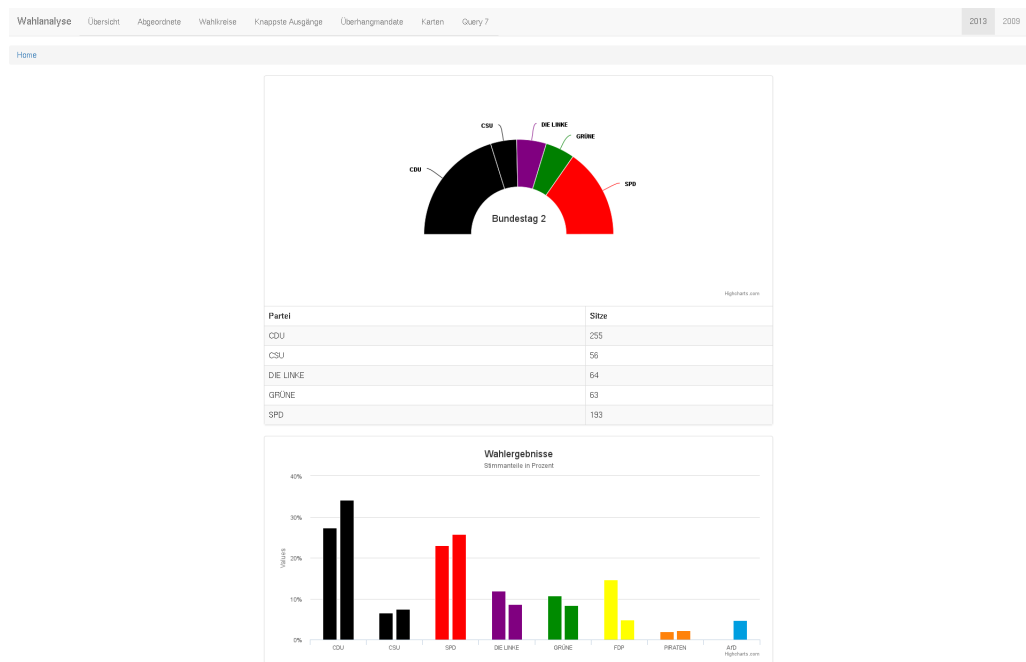 Wahlanalyse Übersicht Abgeordnete Wahlkreise Knappste Ausgänge Überhangmandate Karten Query 7 2013 2009
Home
CSU DIE LINKE
GRÜNE
CDU
SPD
Bundestag 2
Highcharts.com
Partei Sitze
CDU 255
CSU 56
DIE LINKE 64
GRÜNE 63
SPD 193
Wahlergebnisse
Stimmanteile in Prozent
40%
30%
Values
20%
10%
0%
CDU CSU SPD DIE LINKE GRÜNE FDP PIRATEN AfD
Highcharts.com